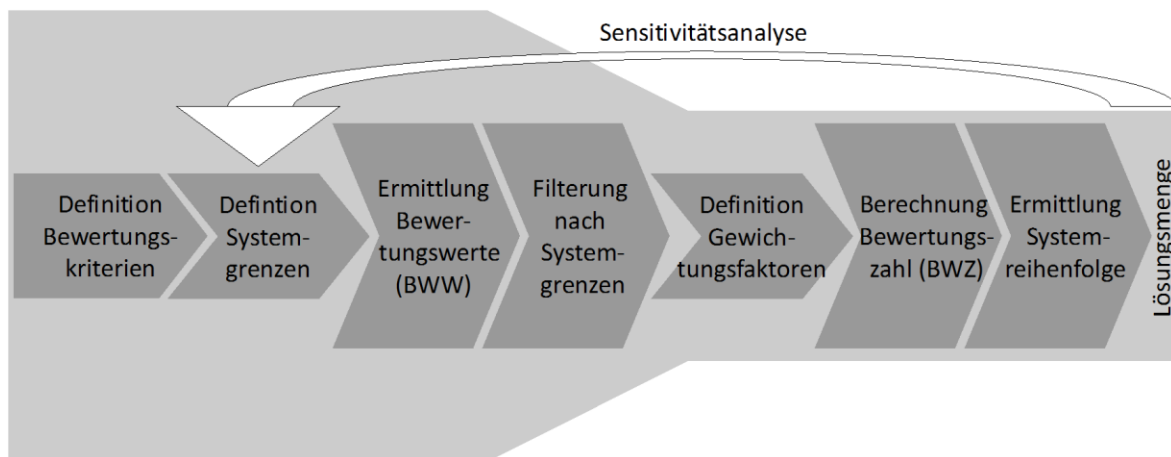 Sensitivitätsanalyse
Definition
Bewertungs-
kriterien
Defintion
System-
grenzen
Ermittlung
Bewer-
tungswerte
(BWW)
Filterung
nach
System-
grenzen
Definition
Gewich-
tungsfaktoren
Berechnung
Bewertungs-
zahl (BWZ)
Ermittlung
System-
reihenfolge
Lösungsmenge